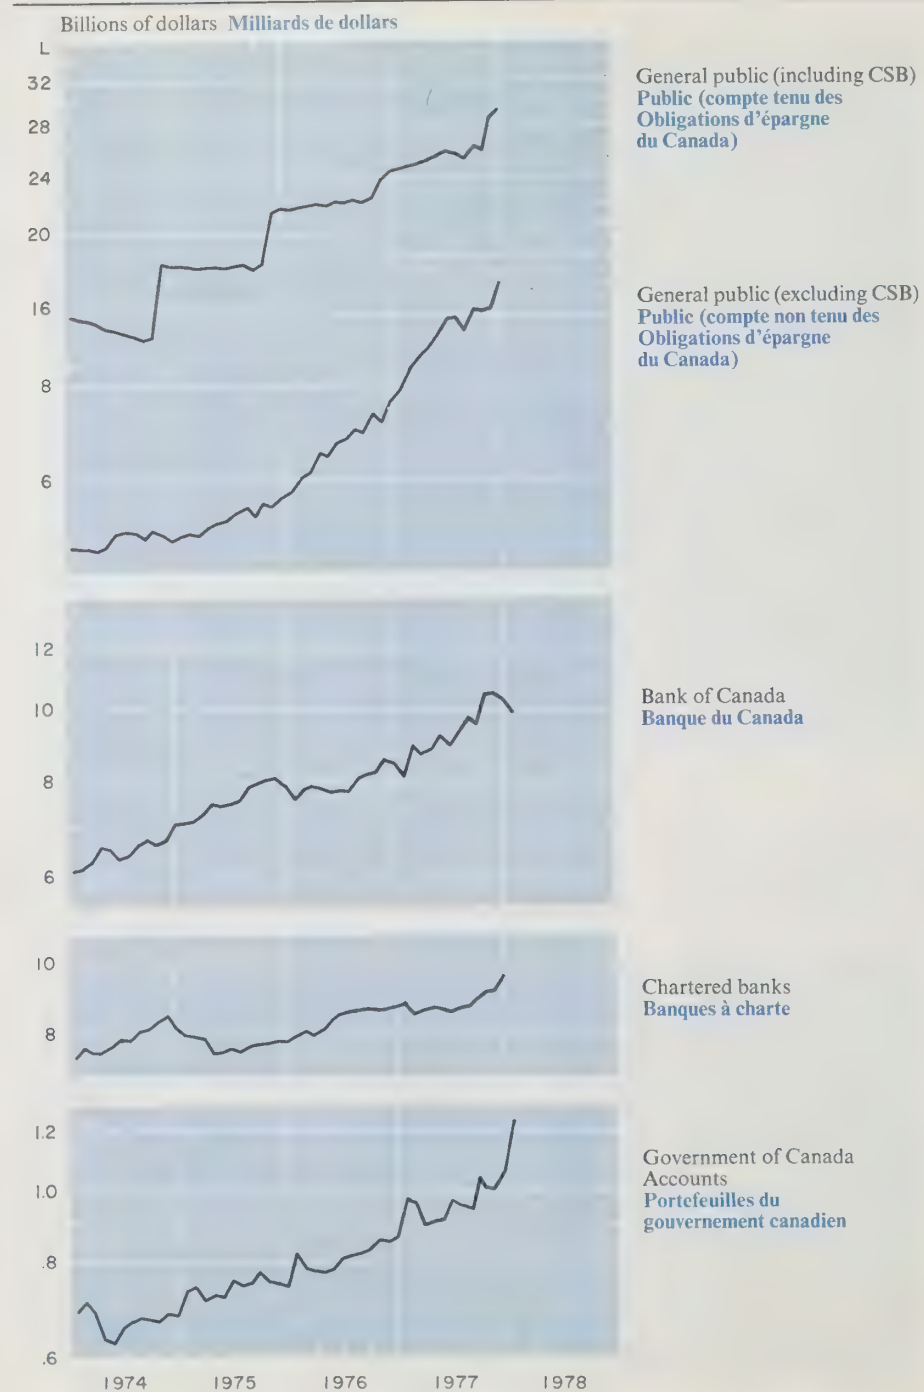 Billions of dollars Milliards de dollars
L
32
28
24
20
16
8
6
General public (including CSB)
Public (compte tenu des
Obligations d'épargne
du Canada)
General public (excluding CSB)
Public (compte non tenu des
Obligations d'épargne
du Canada)
12
10
8
6
Bank of Canada
Banque du Canada
10
8
Chartered banks
Banques à charte
1.2
1.0
.8
.6
Government of Canada
Accounts
Portefeuilles du
gouvernement canadien
1974 1975 1976 1977 1978